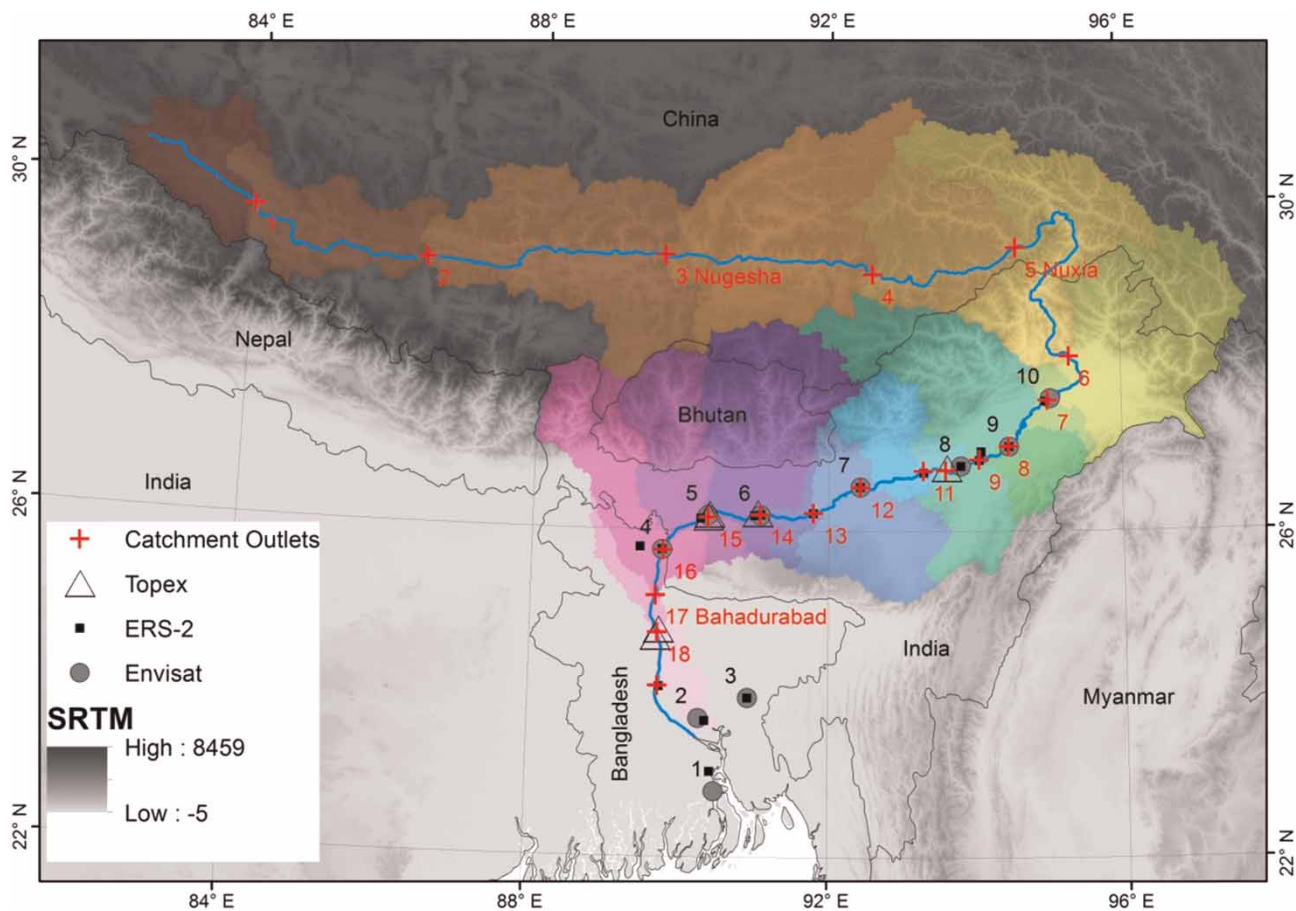 84° E 88° E 92° E 96° E
China
30° N 30° N
1
2
3 Nugesha
5 Nuxia
4
Nepal
10
6
Bhutan
7
9
8
8
7
9
India
5
6
11
12
26° N 26° N
15
14
13
4
16
17 Bahadurabad
18
India
Myanmar
Bangladesh
2
3
1
Catchment Outlets
Topex
ERS-2
Envisat
SRTM
High : 8459
Low : -5
22° N 22° N
84° E 88° E 92° E 96° E